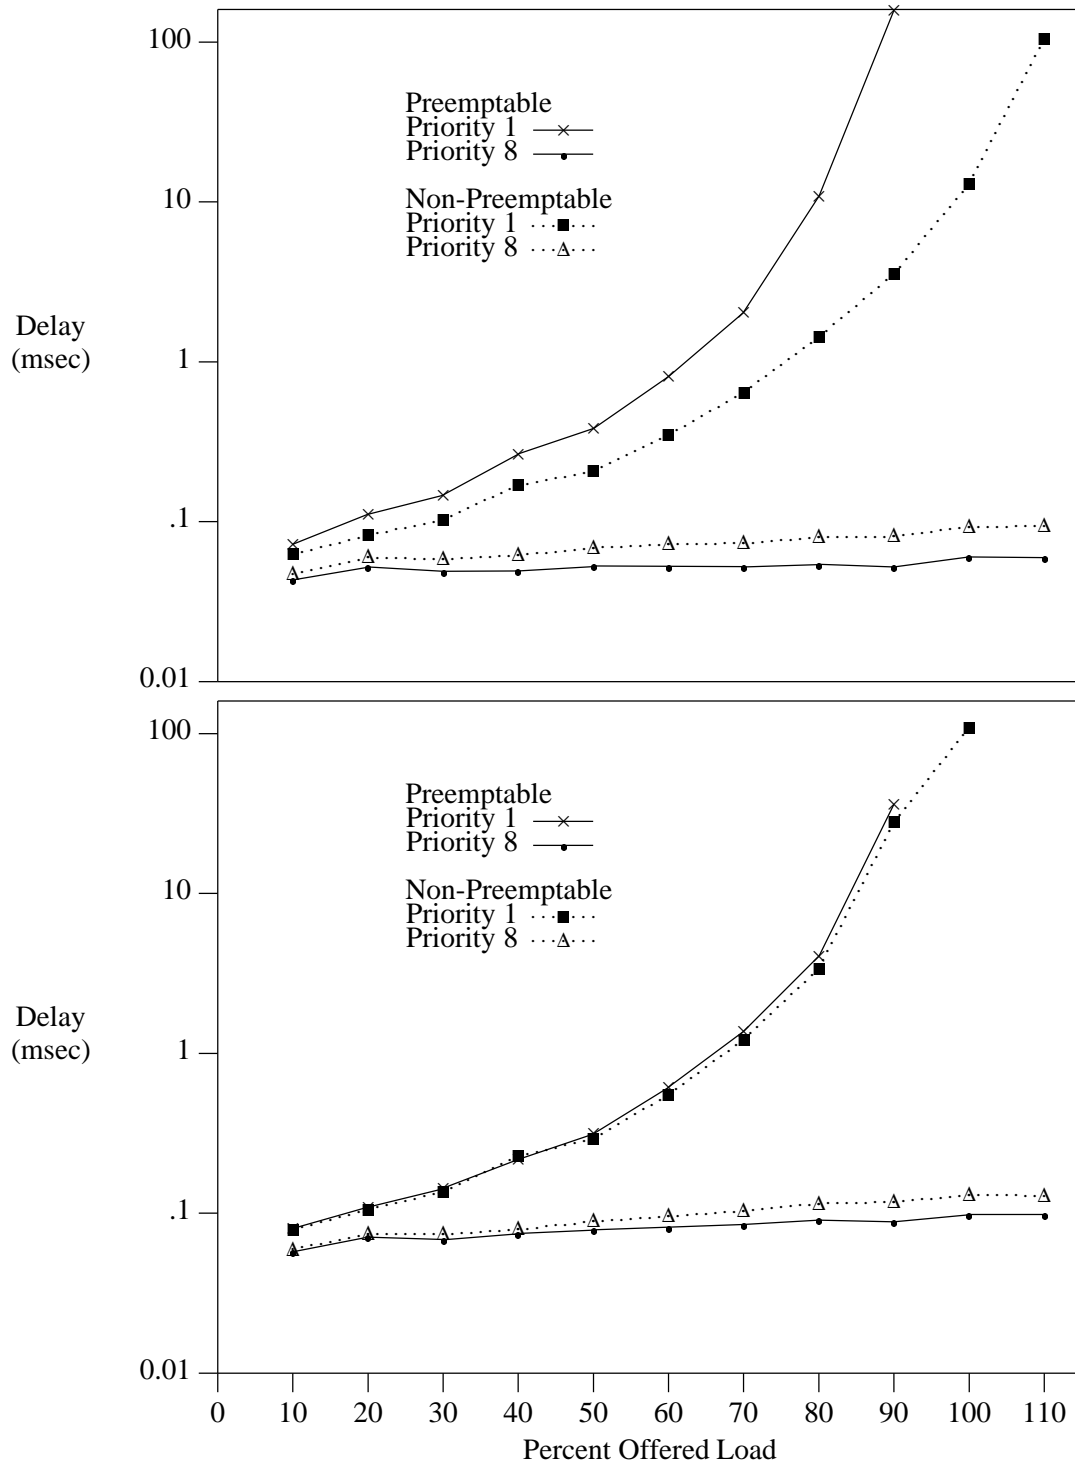 100
10
Delay
(msec)
1
.1
0.01
Preemptable
Priority 1
Priority 8
Non-Preemptable
Priority 1
Priority 8
100
10
Delay
(msec)
1
.1
0.01
Preemptable
Priority 1
Priority 8
Non-Preemptable
Priority 1
Priority 8
0 10 20 30 40 50 60 70 80 90 100 110
Percent Offered Load